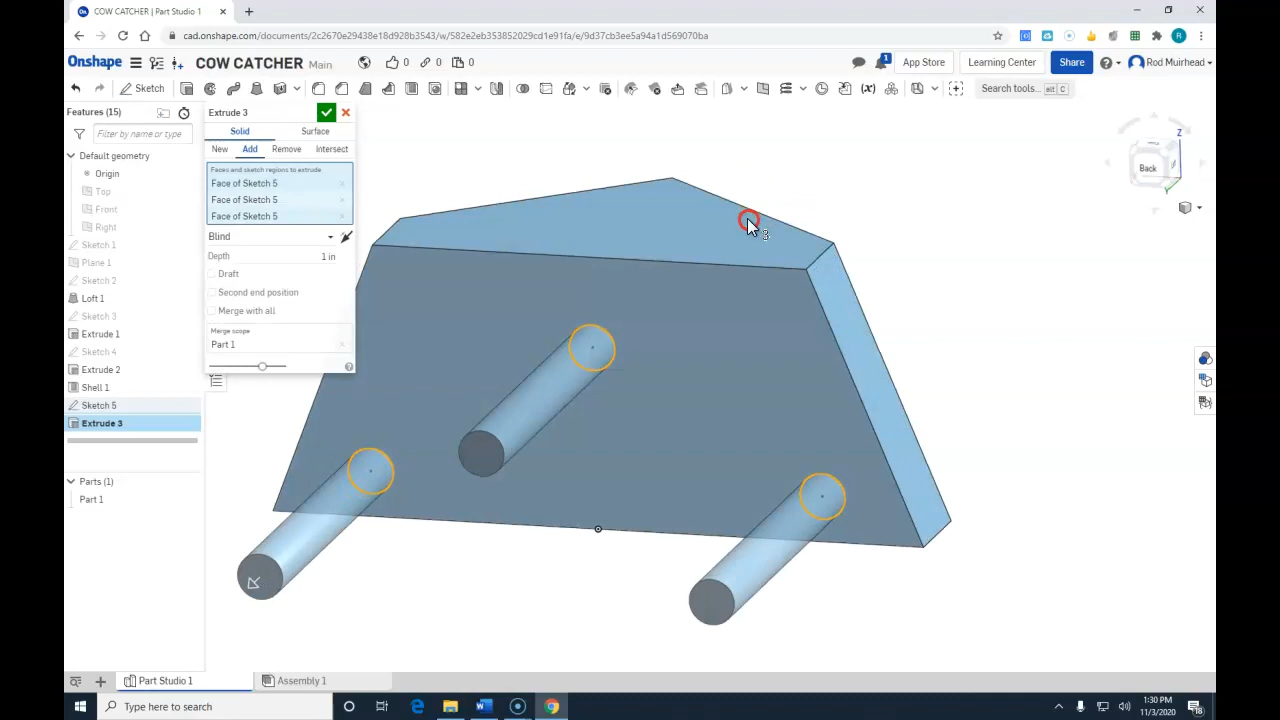 COW CATCHER | Part Studio 1
cad.onshape.com/documents/2c2670e29438e18d928b3543/w/582e2eb353852029cd1e91fa/e/9d37cb3ee5a94a1d569070ba
Onshape
COW CATCHER Main
0
0
0
1
App Store
Learning Center
Share
Rod Muirhead
Sketch
Search tools...
alt C
Features (15)
Filter by name or type
Default geometry
Origin
Top
Front
Right
Sketch 1
Plane 1
Sketch 2
Loft 1
Sketch 3
Extrude 1
Sketch 4
Extrude 2
Shell 1
Sketch 5
Extrude 3
Parts (1)
Part 1
Extrude 3
Solid
Surface
New
Add
Remove
Intersect
Faces and sketch regions to extrude
Face of Sketch 5
Face of Sketch 5
Face of Sketch 5
Blind
Depth
1 in
Draft
Second end position
Merge with all
Merge scope
Part 1
Z
Back
Y
Part Studio 1
Assembly 1
Type here to search
1:30 PM
11/3/2020